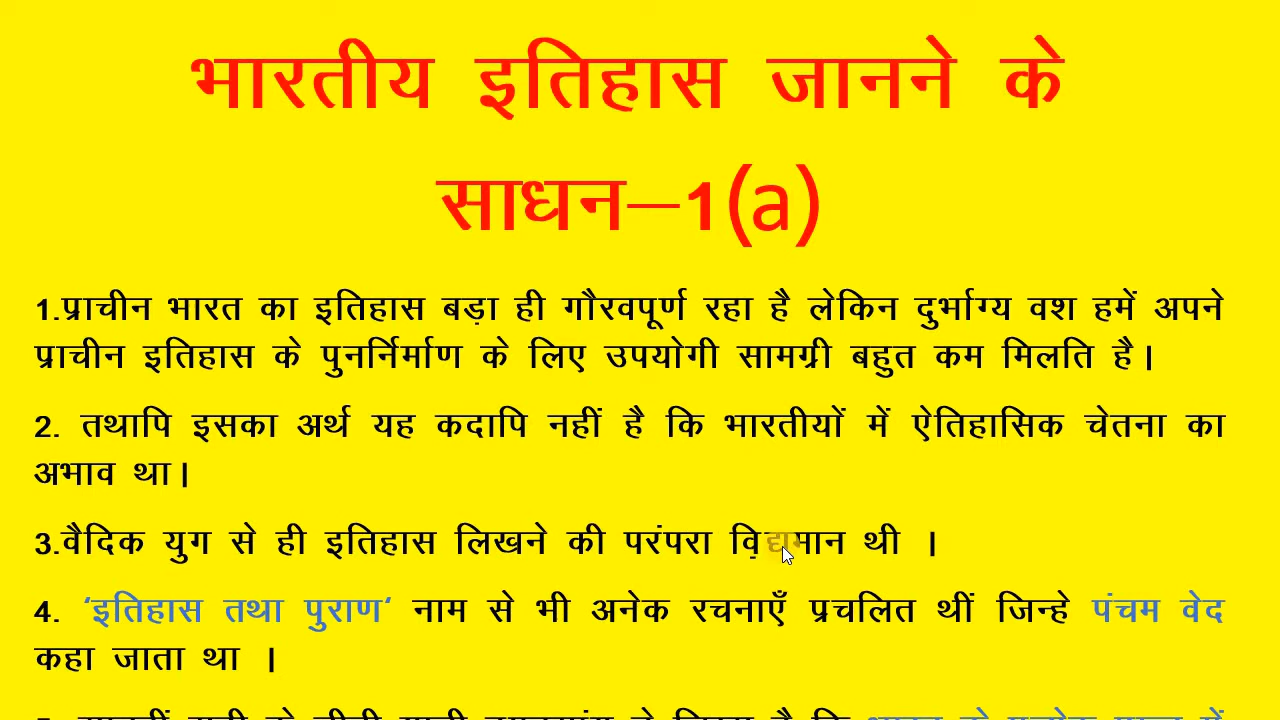 भारतीय इतिहास जानने के
साधन–1(a)
1.प्राचीन भारत का इतिहास बड़ा ही गौरवपूर्ण रहा है लेकिन दुर्भाग्य वश हमें अपने
प्राचीन इतिहास के पुनर्निर्माण के लिए उपयोगी सामग्री बहुत कम मिलति है।
2. तथापि इसका अर्थ यह कदापि नहीं है कि भारतीयों में ऐतिहासिक चेतना का
अभाव था।
3.वैदिक युग से ही इतिहास लिखने की परंपरा विद्यमान थी ।
4. ‘इतिहास तथा पुराण‘ नाम से भी अनेक रचनाएँ प्रचलित थीं जिन्हे पंचम वेद
कहा जाता था ।